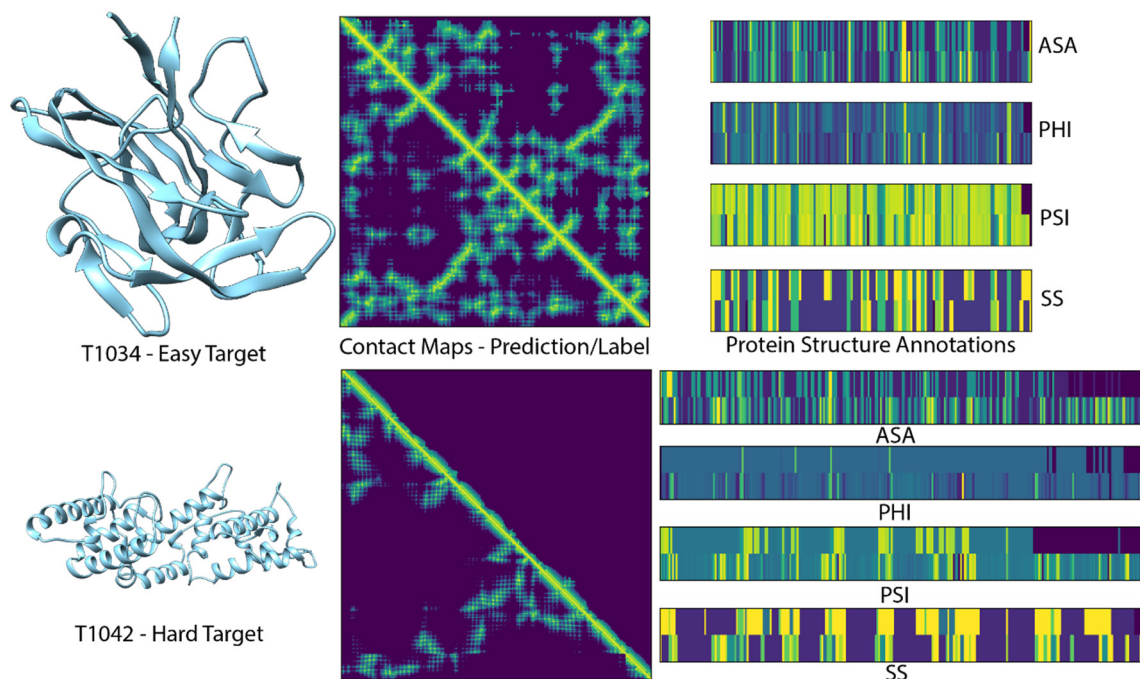 ASA
PHI
PSI
SS
T1034 - Easy Target
Contact Maps - Prediction/Label
Protein Structure Annotations
ASA
PHI
PSI
T1042 - Hard Target
SS